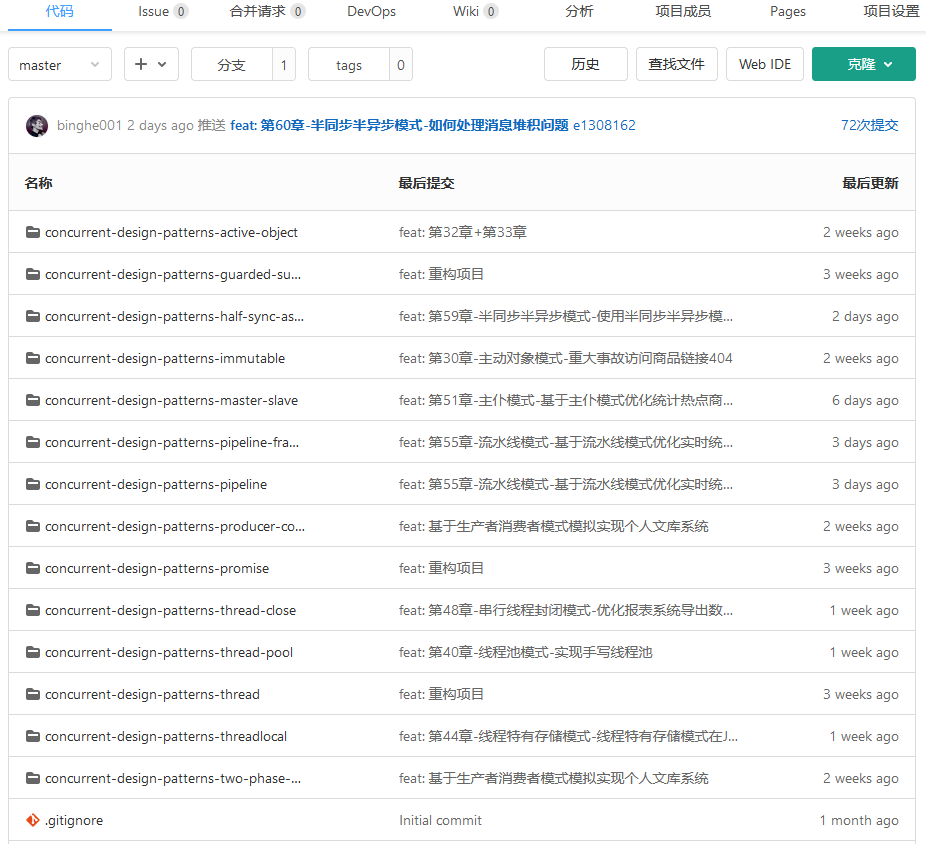 代码 Issue 0 合并请求 0 DevOps Wiki 0 分析 项目成员 Pages 项目设置
master + 分支 1 tags 0 历史 查找文件 Web IDE 克隆
binghe001 2 days ago 推送 feat: 第60章-半同步半异步模式-如何处理消息堆积问题 e1308162 72次提交
名称 最后提交 最后更新
concurrent-design-patterns-active-object feat: 第32章+第33章 2 weeks ago
concurrent-design-patterns-guarded-su... feat: 重构项目 3 weeks ago
concurrent-design-patterns-half-sync-as... feat: 第59章-半同步半异步模式-使用半同步半异步模... 2 days ago
concurrent-design-patterns-immutable feat: 第30章-主动对象模式-重大事故访问商品链接404 2 weeks ago
concurrent-design-patterns-master-slave feat: 第51章-主仆模式-基于主仆模式优化统计热点商... 6 days ago
concurrent-design-patterns-pipeline-fra... feat: 第55章-流水线模式-基于流水线模式优化实时统... 3 days ago
concurrent-design-patterns-pipeline feat: 第55章-流水线模式-基于流水线模式优化实时统... 3 days ago
concurrent-design-patterns-producer-co... feat: 基于生产者消费者模式模拟实现个人文库系统 2 weeks ago
concurrent-design-patterns-promise feat: 重构项目 3 weeks ago
concurrent-design-patterns-thread-close feat: 第48章-串行线程封闭模式-优化报表系统导出数... 1 week ago
concurrent-design-patterns-thread-pool feat: 第40章-线程池模式-实现手写线程池 1 week ago
concurrent-design-patterns-thread feat: 重构项目 3 weeks ago
concurrent-design-patterns-threadlocal feat: 第44章-线程特有存储模式-线程特有存储模式在J... 1 week ago
concurrent-design-patterns-two-phase-... feat: 基于生产者消费者模式模拟实现个人文库系统 2 weeks ago
.gitignore Initial commit 1 month ago